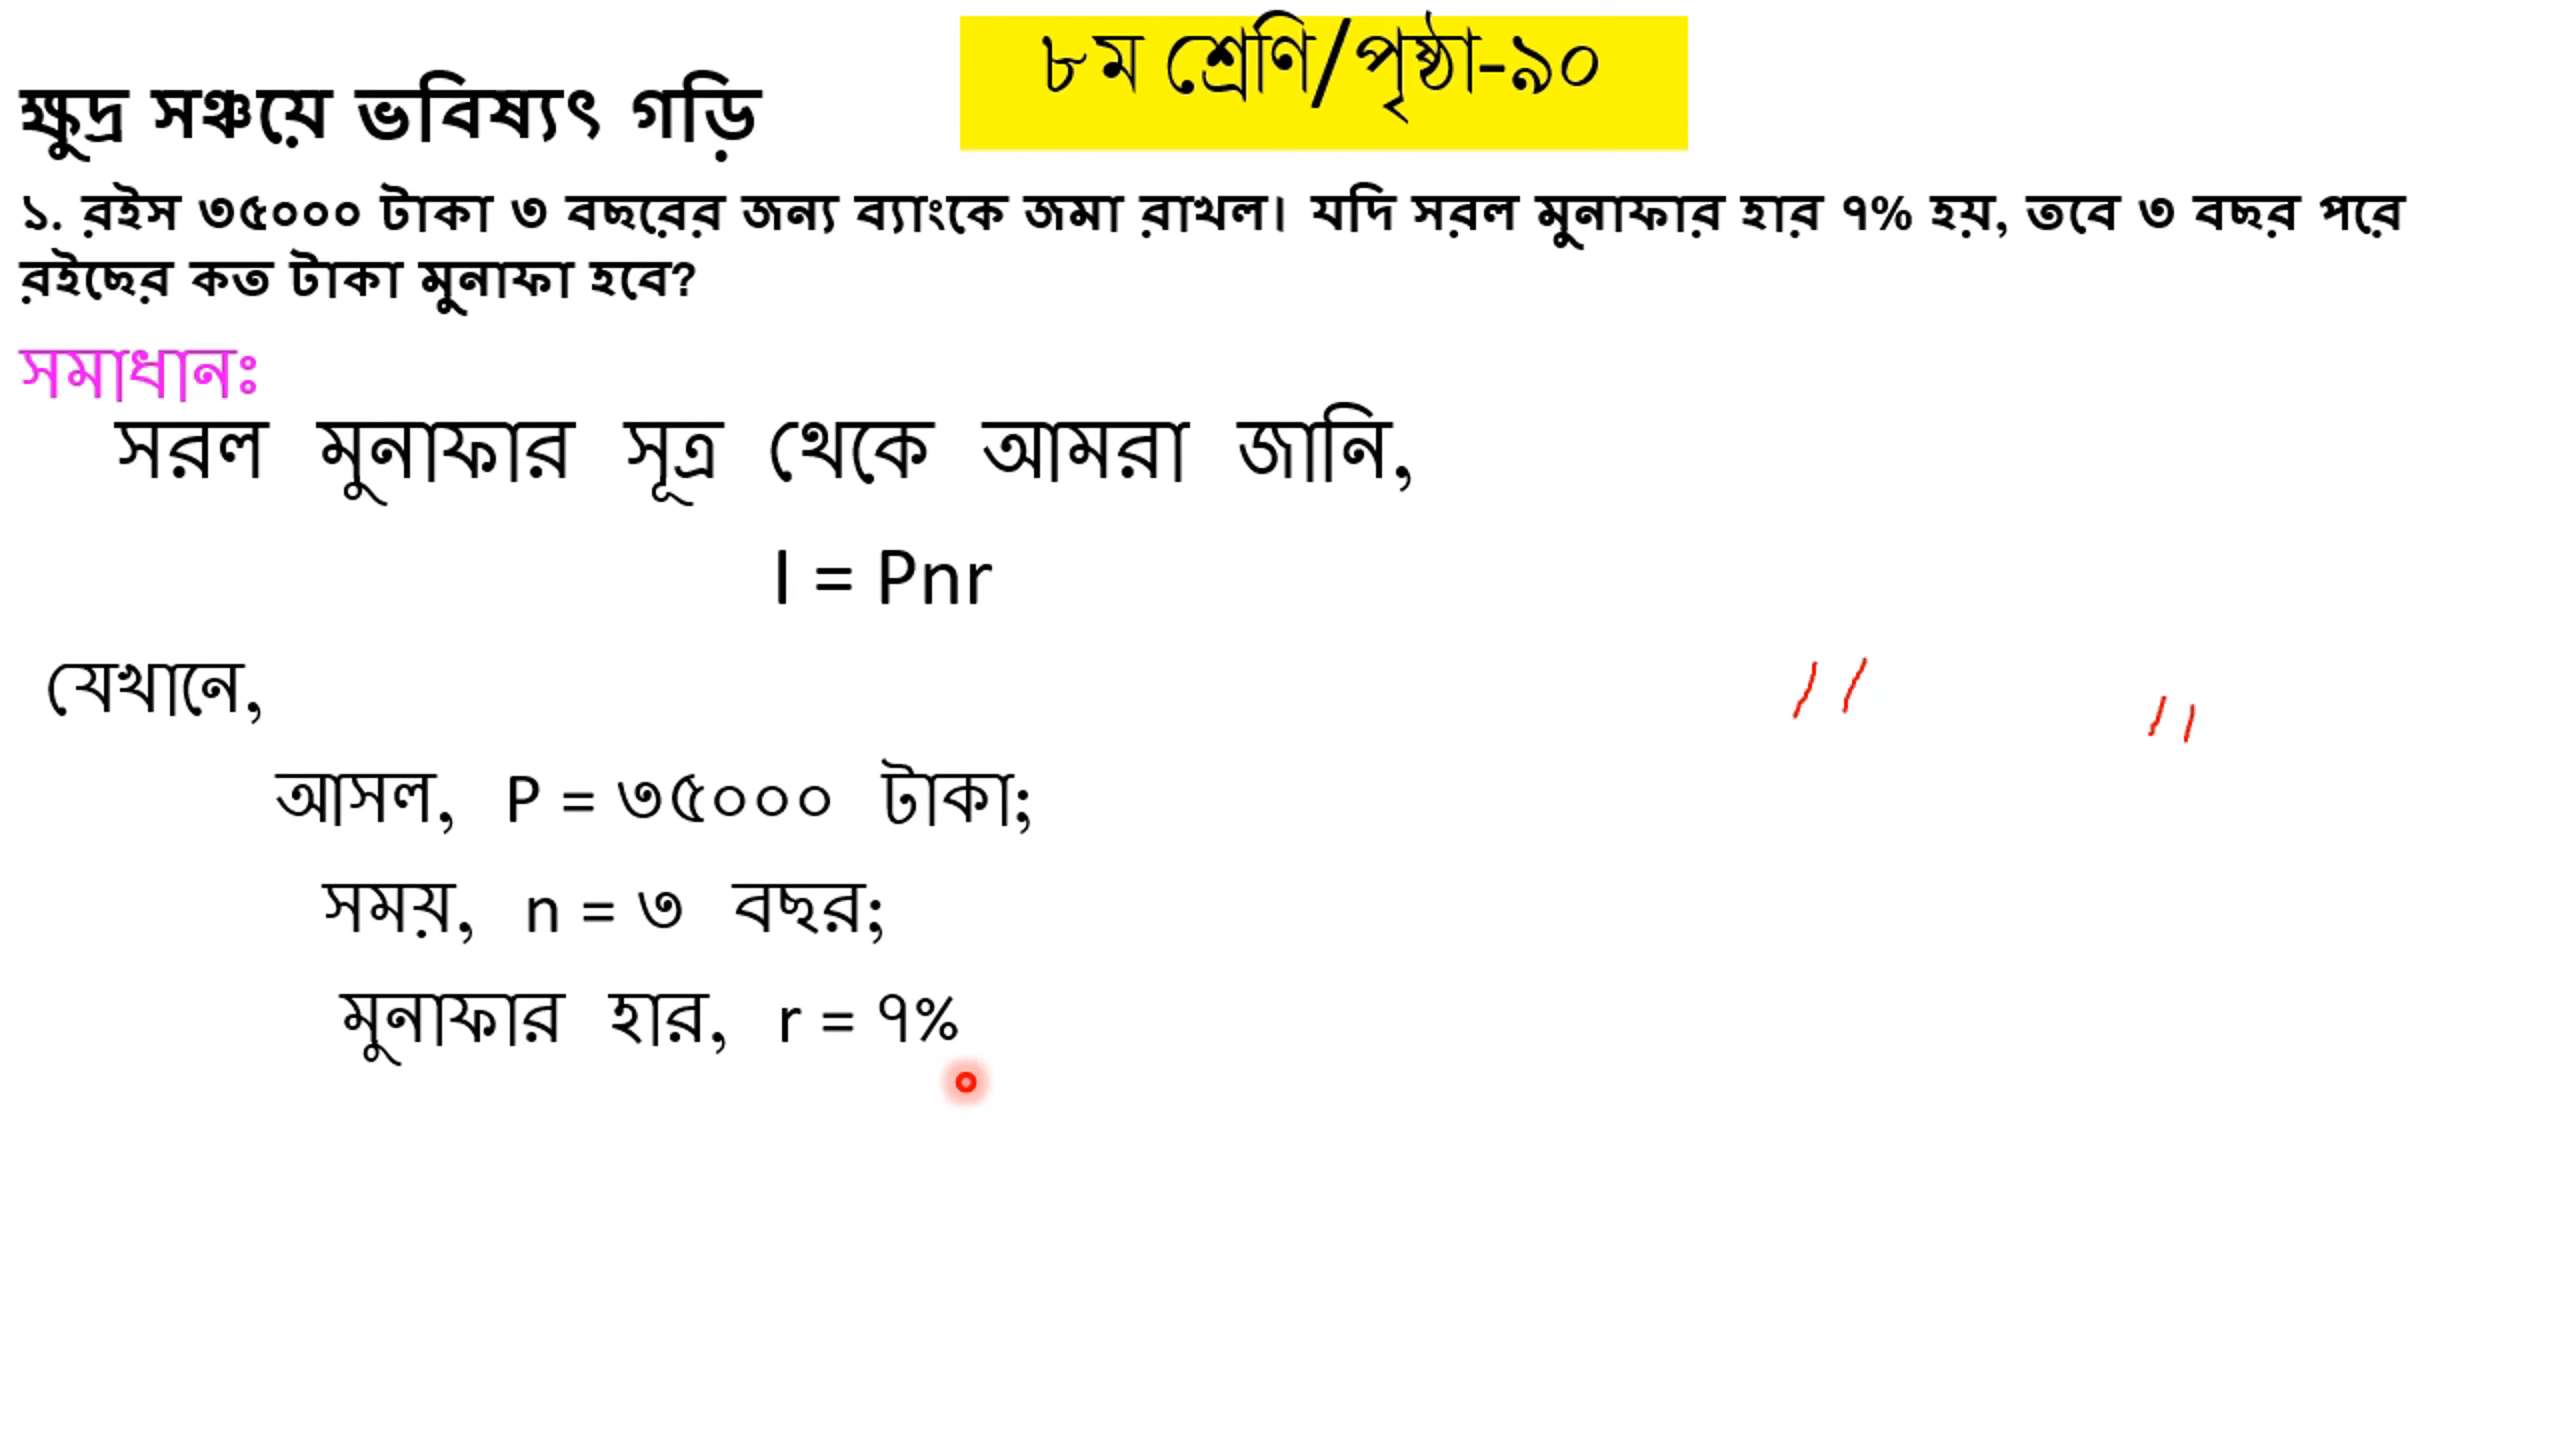 ৮ম শ্রেণি/পৃষ্ঠা-৯০
ক্ষুদ্র সঞ্চয়ে ভবিষ্যৎ গড়ি
১. রইস ৩৫০০০ টাকা ৩ বছরের জন্য ব্যাংকে জমা রাখল। যদি সরল মুনাফার হার ৭% হয়, তবে ৩ বছর পরে
রইছের কত টাকা মুনাফা হবে?
সমাধানঃ
সরল মুনাফার সূত্র থেকে আমরা জানি,
I = Pnr
যেখানে,
আসল, P = ৩৫০০০ টাকা;
সময়, n = ৩ বছর;
মুনাফার হার, r = ৭%